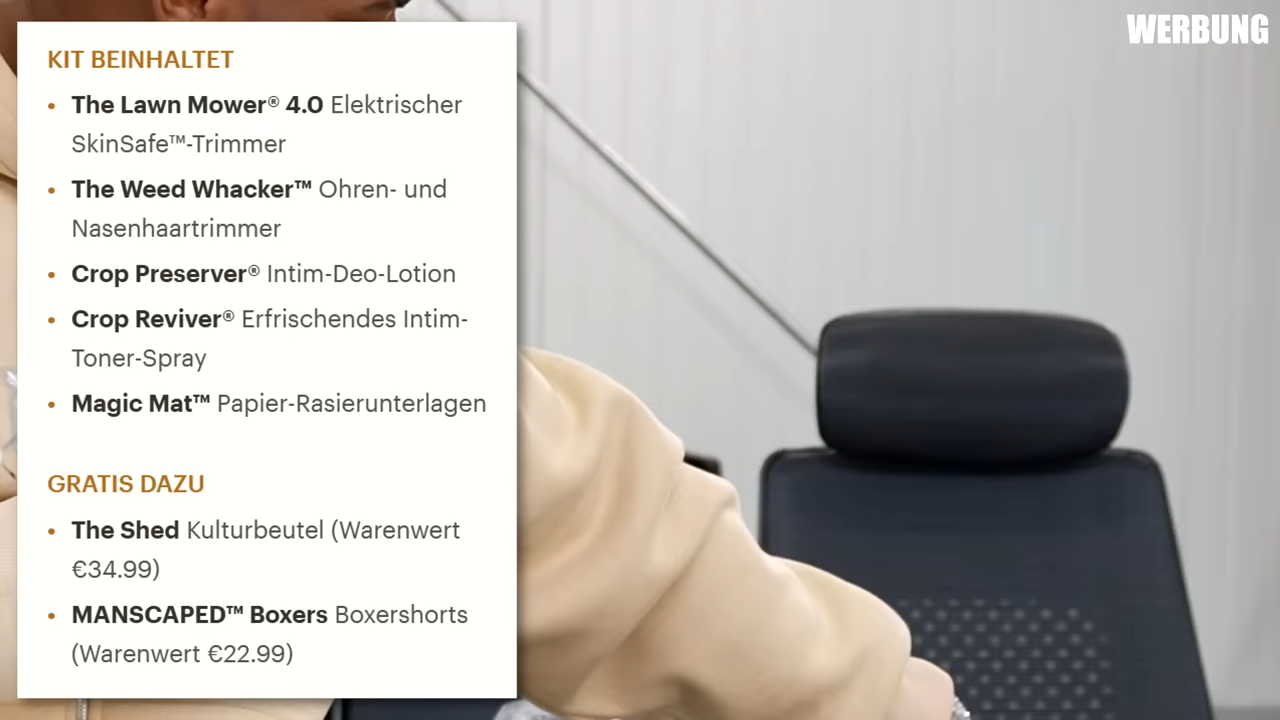 WERBUNG
KIT BEINHALTET
• The Lawn Mower® 4.0 Elektrischer
SkinSafe™-Trimmer
• The Weed Whacker™ Ohren- und
Nasenhaartrimmer
• Crop Preserver® Intim-Deo-Lotion
• Crop Reviver® Erfrischendes Intim-
Toner-Spray
• Magic Mat™ Papier-Rasierunterlagen
GRATIS DAZU
• The Shed Kulturbeutel (Warenwert
€34.99)
• MANSCAPED™ Boxers Boxershorts
(Warenwert €22.99)